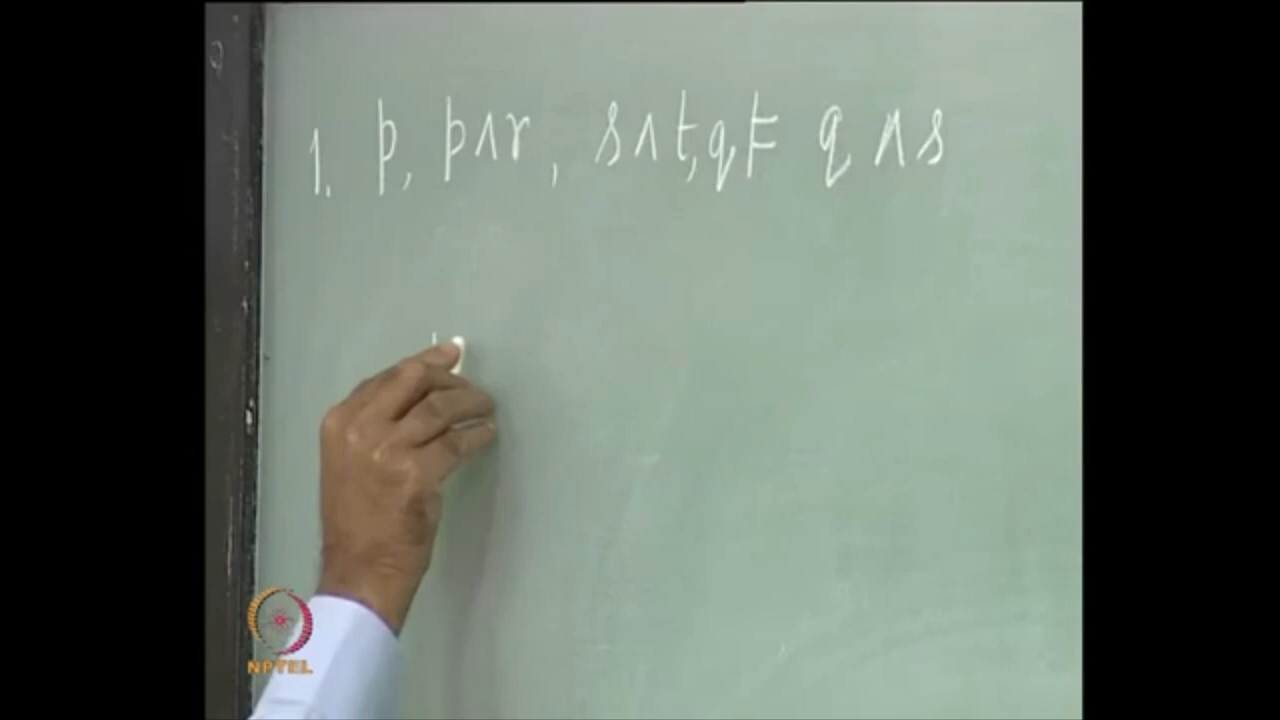 1. p, p∧r, s∧t, q, ⊨ q∧s
NPTEL